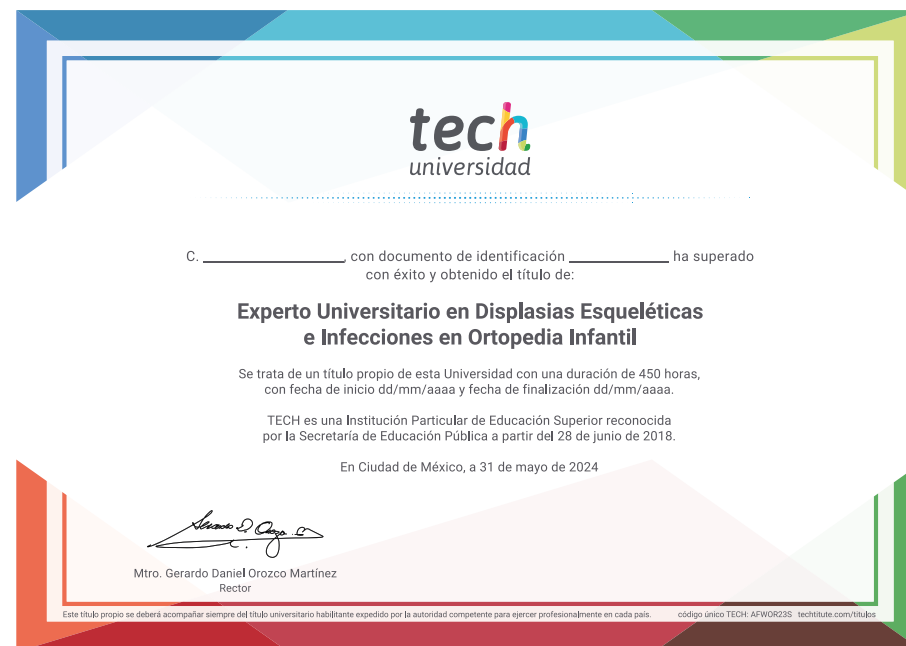 tech
universidad
C. ____________________, con documento de identificación ______________ ha superado
con éxito y obtenido el título de:
Experto Universitario en Displasias Esqueléticas
e Infecciones en Ortopedia Infantil
Se trata de un título propio de esta Universidad con una duración de 450 horas,
con fecha de inicio dd/mm/aaaa y fecha de finalización dd/mm/aaaa.
TECH es una Institución Particular de Educación Superior reconocida
por la Secretaría de Educación Pública a partir del 28 de junio de 2018.
En Ciudad de México, a 31 de mayo de 2024
Mtro. Gerardo Daniel Orozco Martínez
Rector
Este título propio se deberá acompañar siempre del título universitario habilitante expedido por la autoridad competente para ejercer profesionalmente en cada país. código único TECH: AFWOR23S techtitute.com/titulos